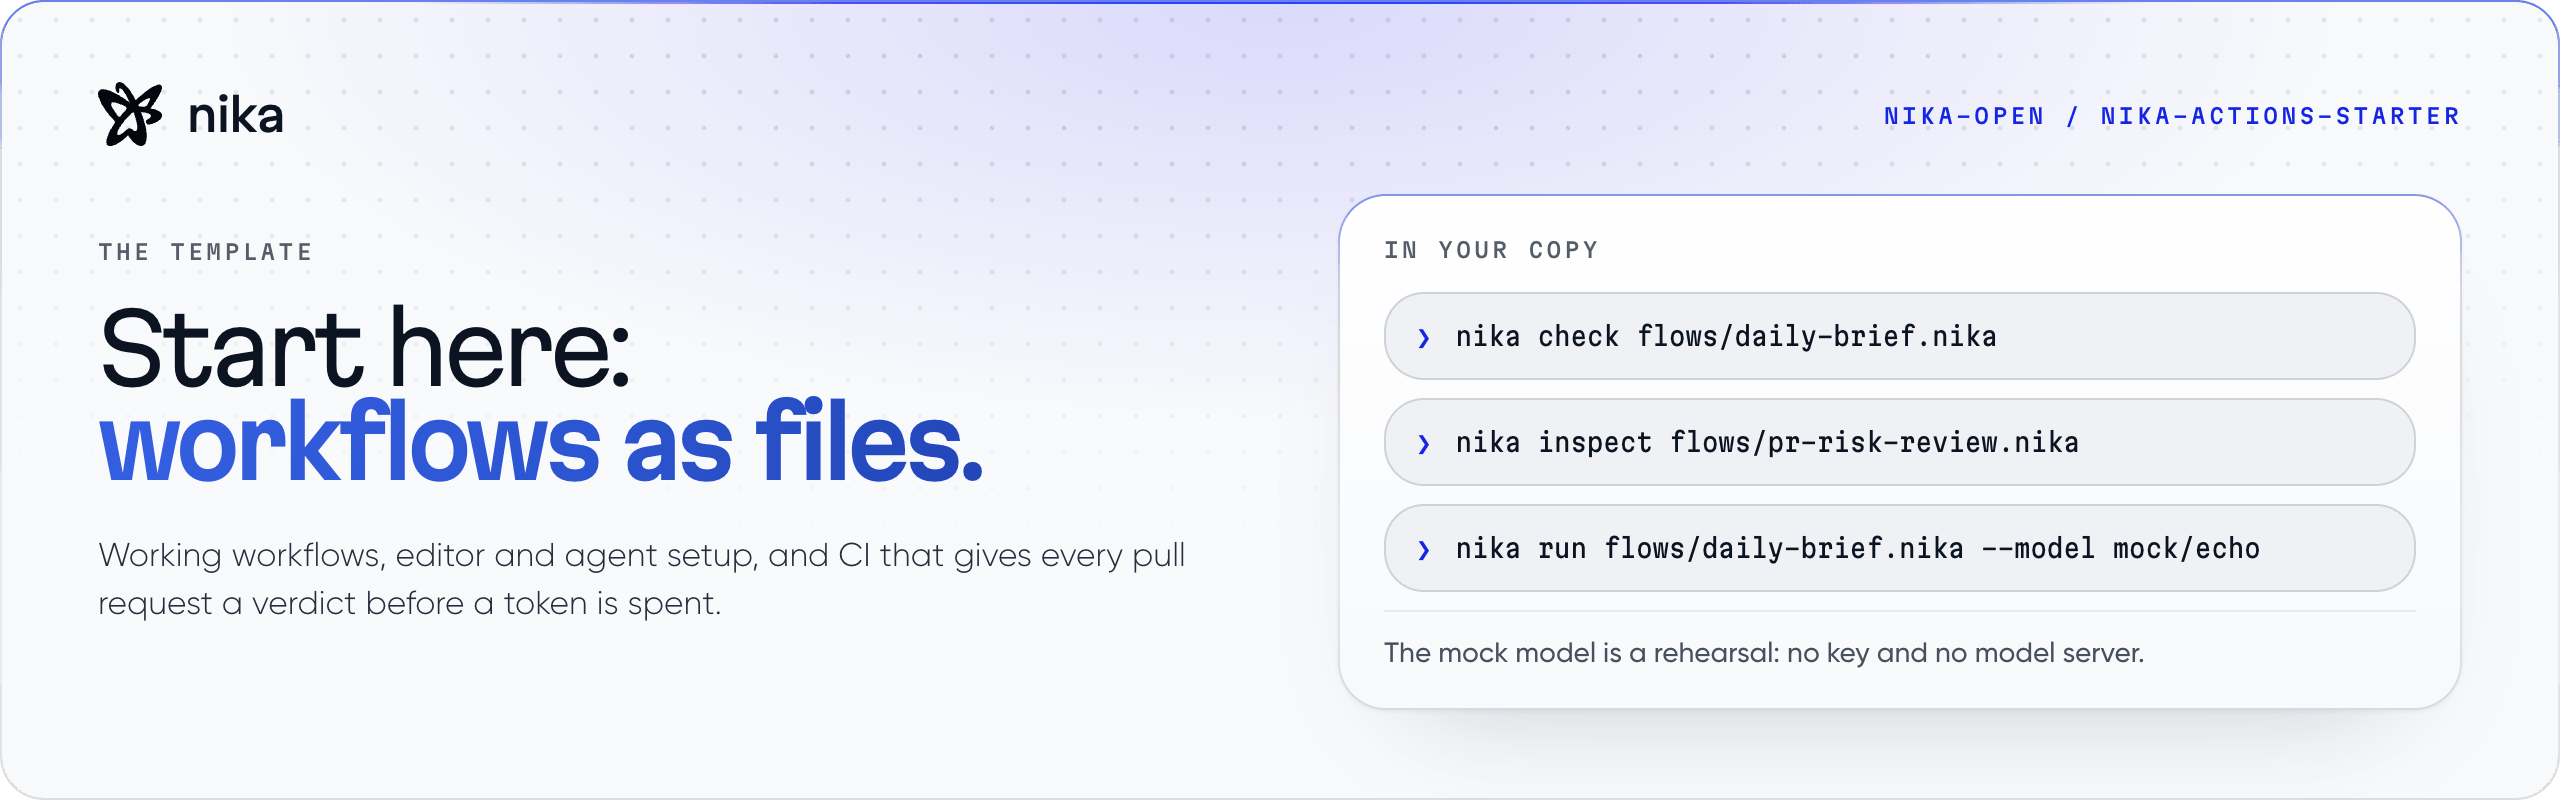 nika
NIKA-OPEN / NIKA-ACTIONS-STARTER
THE TEMPLATE
Start here:
workflows as files.
Working workflows, editor and agent setup, and CI that gives every pull
request a verdict before a token is spent.
IN YOUR COPY
❯ nika check flows/daily-brief.nika
❯ nika inspect flows/pr-risk-review.nika
❯ nika run flows/daily-brief.nika --model mock/echo
The mock model is a rehearsal: no key and no model server.